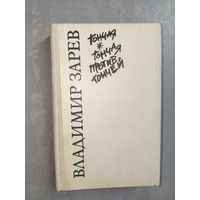 ВЛАДИМИР ЗАРЕВ
гончая
*
гончая
против
гончей